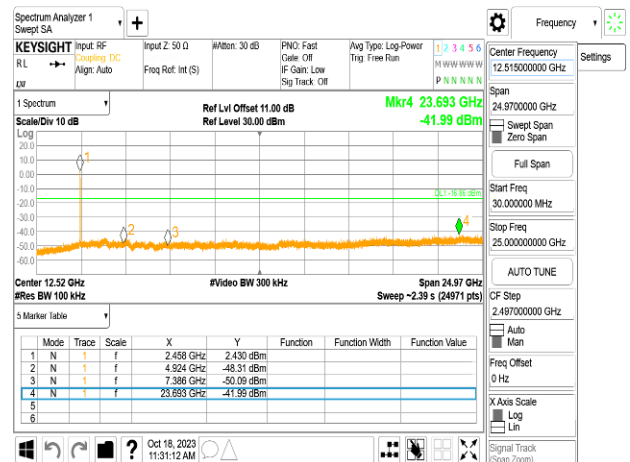 Spectrum Analyzer 1
Swept SA
+
Frequency
KEYSIGHT
RL
Input: RF
Coupling: DC
Align: Auto
Input Z: 50 Ω
Freq Ref: Int (S)
#Atten: 30 dB
PNO: Fast
Gate: Off
IF Gain: Low
Sig Track: Off
Avg Type: Log-Power
Trig: Free Run
1 2 3 4 5 6
M W W W W W
P N N N N N
LXI
Settings
Center Frequency
12.515000000 GHz
Span
24.9700000 GHz
Swept Span
Zero Span
Full Span
Start Freq
30.000000 MHz
Stop Freq
25.000000000 GHz
AUTO TUNE
CF Step
2.497000000 GHz
Auto
Man
Freq Offset
0 Hz
X Axis Scale
Log
Lin
Signal Track
(Span Zoom)
1 Spectrum
Scale/Div 10 dB
Ref Lvl Offset 11.00 dB
Ref Level 30.00 dBm
Mkr4 23.693 GHz
-41.99 dBm
Log
20.0
10.0
0.00
-10.0
-20.0
-30.0
-40.0
-50.0
-60.0
1
2
3
4
Center 12.52 GHz
#Res BW 100 kHz
#Video BW 300 kHz
Span 24.97 GHz
Sweep ~2.39 s (24971 pts)
5 Marker Table
Mode Trace Scale X Y Function Function Width Function Value
1 N 1 f 2.458 GHz 2.430 dBm
2 N 1 f 4.924 GHz -48.31 dBm
3 N 1 f 7.386 GHz -50.09 dBm
4 N 1 f 23.693 GHz -41.99 dBm
5
6
?
Oct 18, 2023
11:31:12 AM